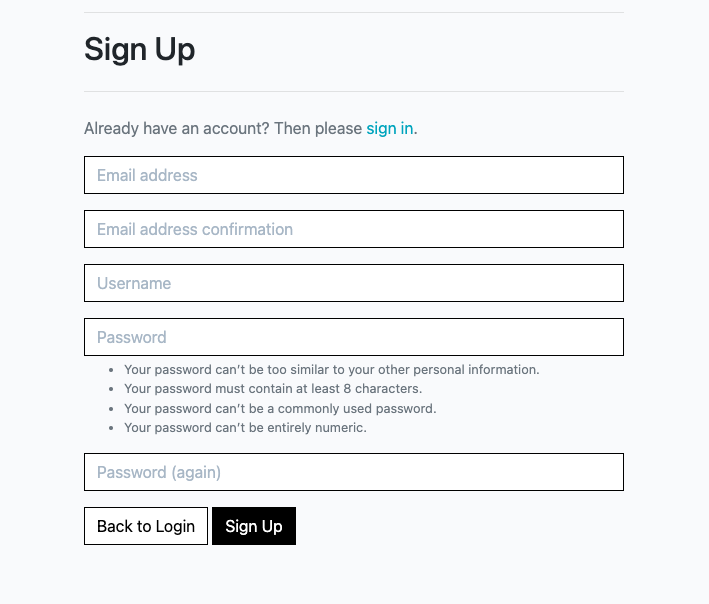 Sign Up
Already have an account? Then please sign in.
Email address
Email address confirmation
Username
Password
• Your password can’t be too similar to your other personal information.
• Your password must contain at least 8 characters.
• Your password can’t be a commonly used password.
• Your password can’t be entirely numeric.
Password (again)
Back to Login Sign Up